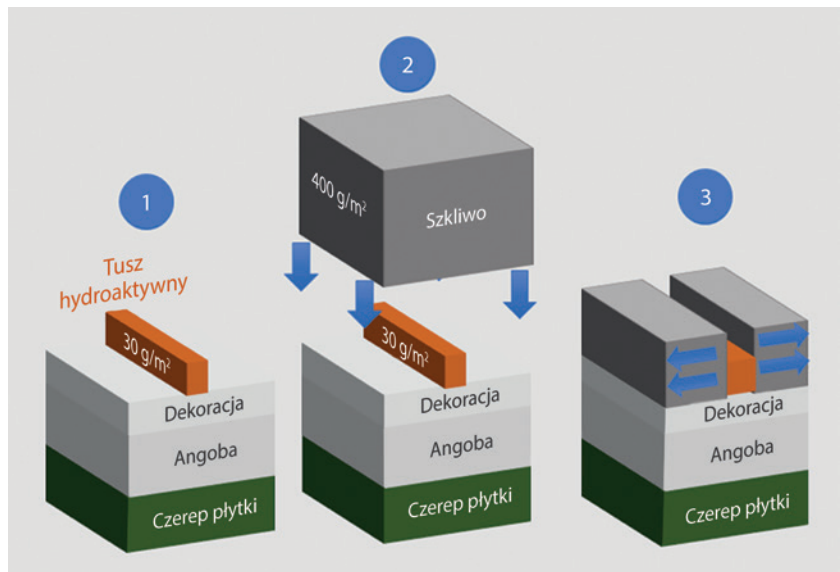 1
Tusz
hydroaktywny
30 g/m²
Dekoracja
Angoba
Czerep płytki
2
400 g/m²
Szkliwo
30 g/m²
Dekoracja
Angoba
Czerep płytki
3
Dekoracja
Angoba
Czerep płytki